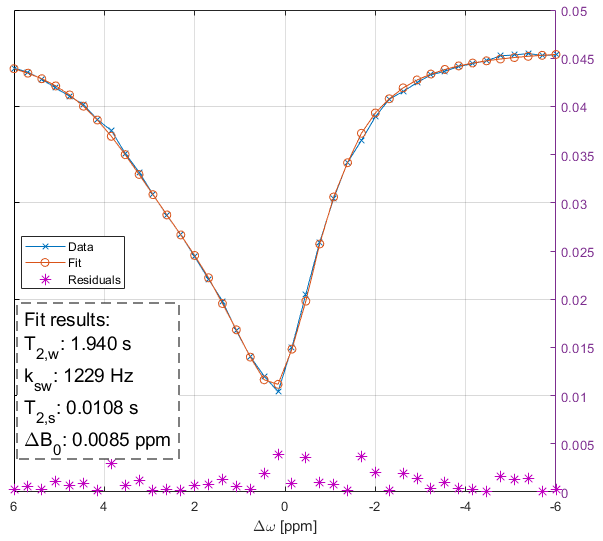 0.05
0.045
0.04
0.035
0.03
0.025
0.02
0.015
0.01
0.005
0
Data
Fit
Residuals
Fit results:
T2,w: 1.940 s
ksw: 1229 Hz
T2,s: 0.0108 s
ΔB0: 0.0085 ppm
6 4 2 0 -2 -4 -6
Δω [ppm]